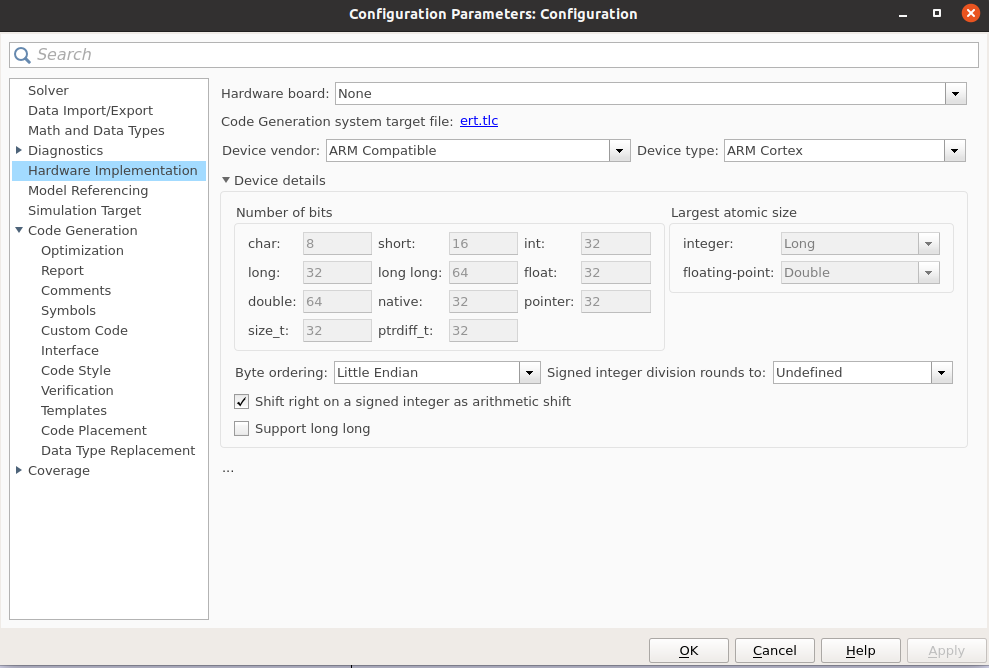 Configuration Parameters: Configuration
Search
Solver
Data Import/Export
Math and Data Types
Diagnostics
Hardware Implementation
Model Referencing
Simulation Target
Code Generation
Optimization
Report
Comments
Symbols
Custom Code
Interface
Code Style
Verification
Templates
Code Placement
Data Type Replacement
Coverage
Hardware board: None
Code Generation system target file: ert.tlc
Device vendor: ARM Compatible Device type: ARM Cortex
Device details
Number of bits
char: 8 short: 16 int: 32
long: 32 long long: 64 float: 32
double: 64 native: 32 pointer: 32
size_t: 32 ptrdiff_t: 32
Largest atomic size
integer: Long
floating-point: Double
Byte ordering: Little Endian Signed integer division rounds to: Undefined
Shift right on a signed integer as arithmetic shift
Support long long
...
OK Cancel Help Apply